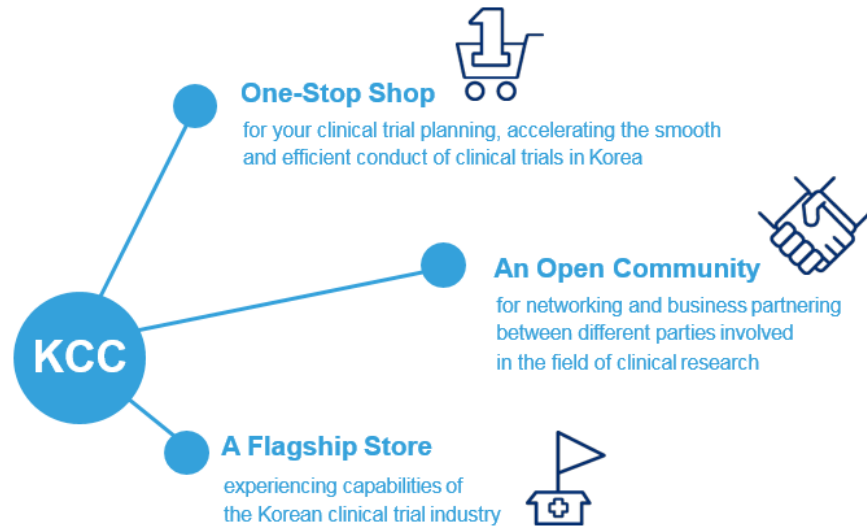 1
One-Stop Shop
for your clinical trial planning, accelerating the smooth
and efficient conduct of clinical trials in Korea
An Open Community
for networking and business partnering
between different parties involved
in the field of clinical research
KCC
A Flagship Store
experiencing capabilities of
the Korean clinical trial industry